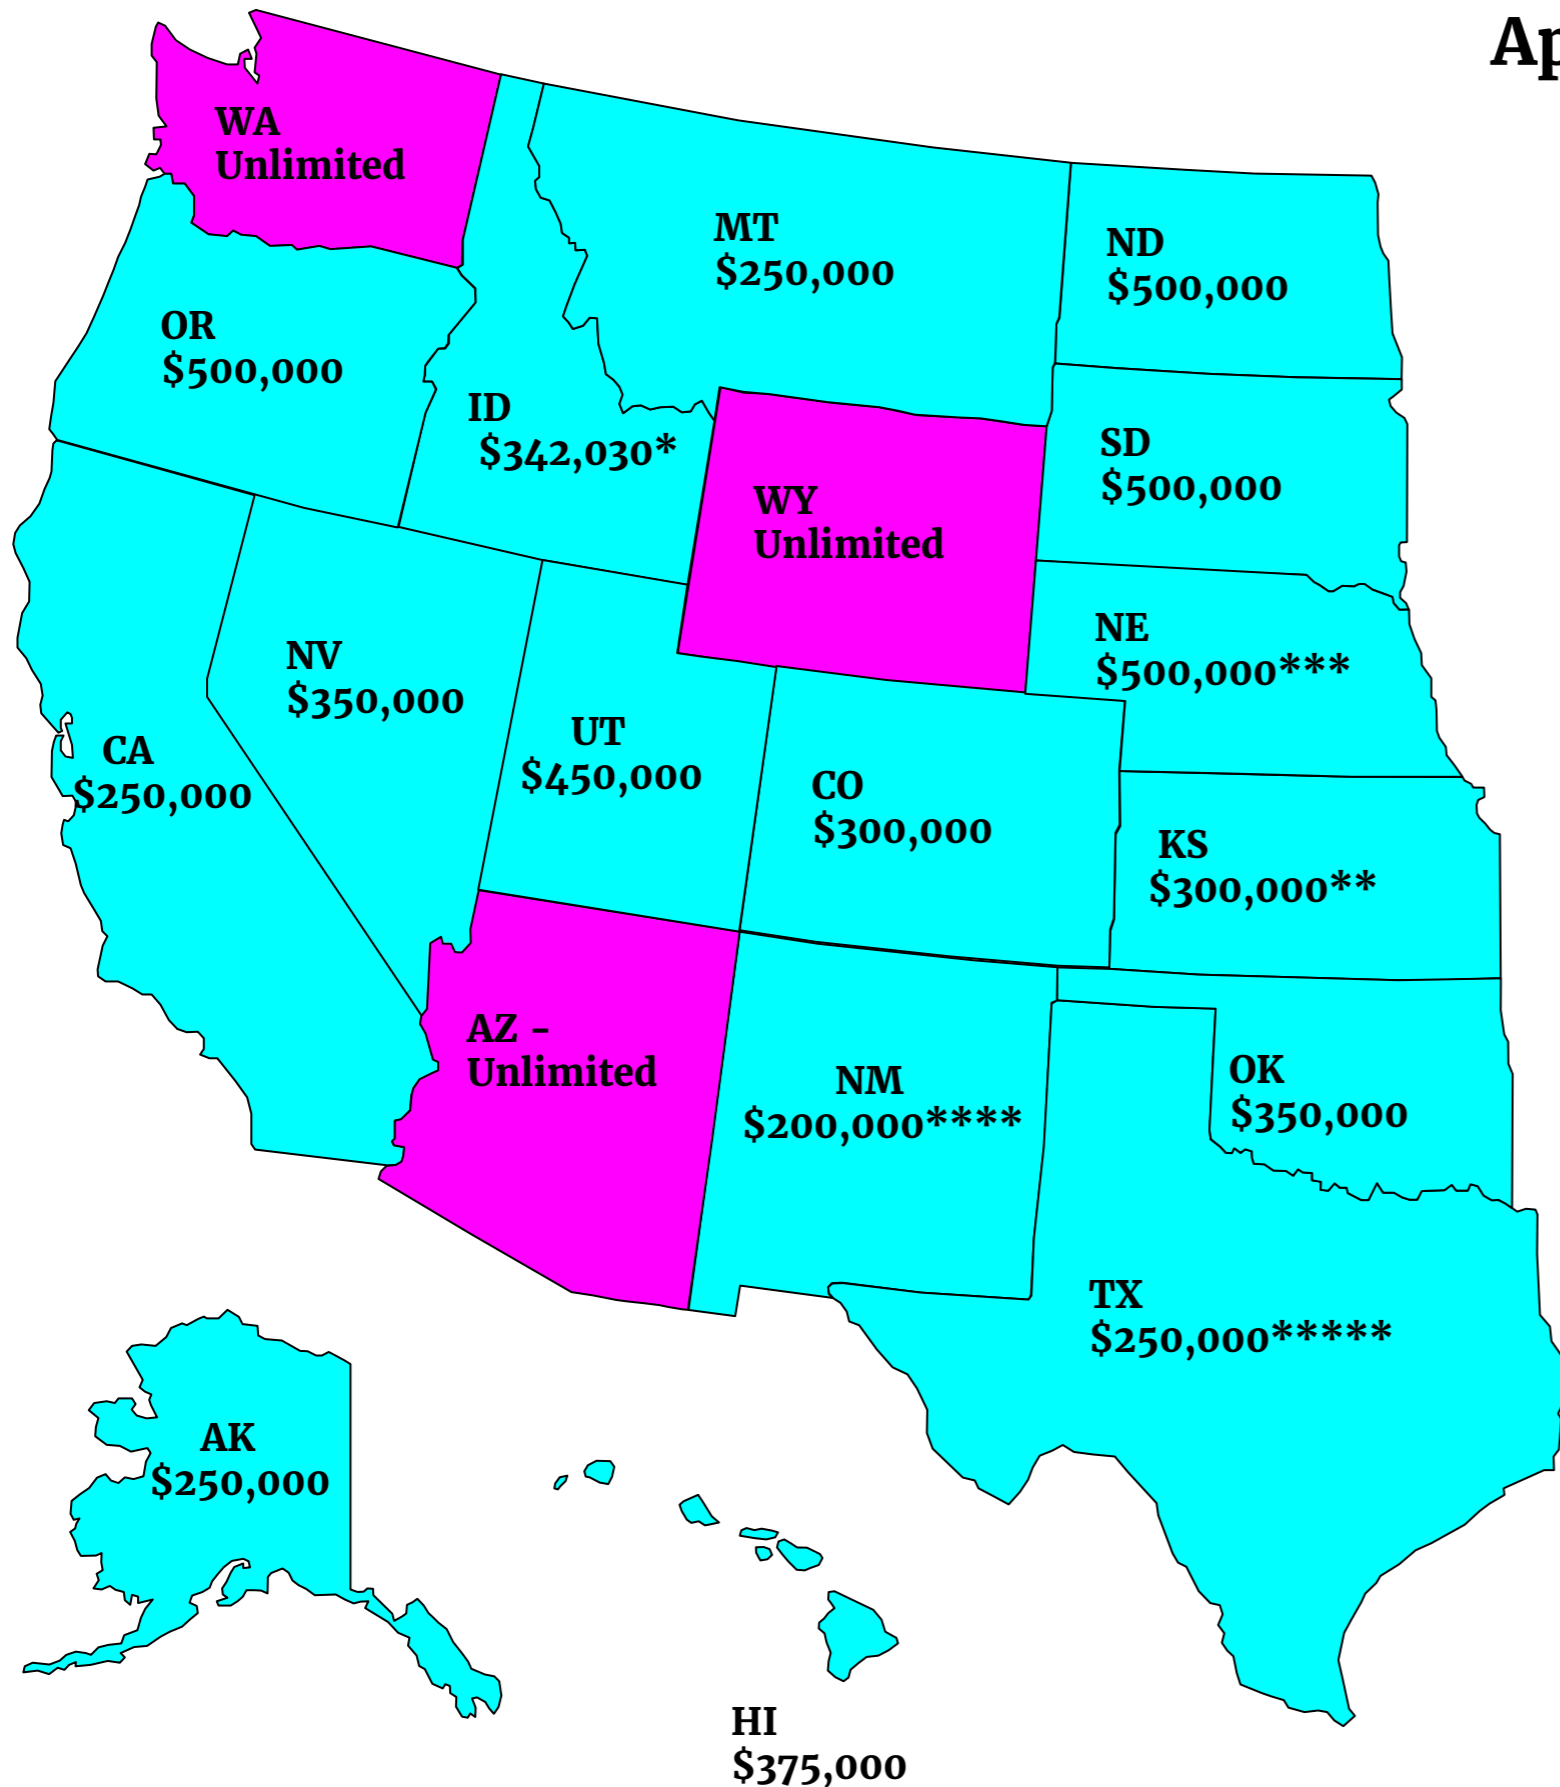 Ap
WA
Unlimited
MT
$250,000
ND
$500,000
OR
$500,000
ID
$342,030*
SD
$500,000
WY
Unlimited
NE
$500,000***
NV
$350,000
UT
$450,000
CA
$250,000
CO
$300,000
KS
$300,000**
AZ -
Unlimited
NM
$200,000****
OK
$350,000
TX
$250,000*****
AK
$250,000
HI
$375,000